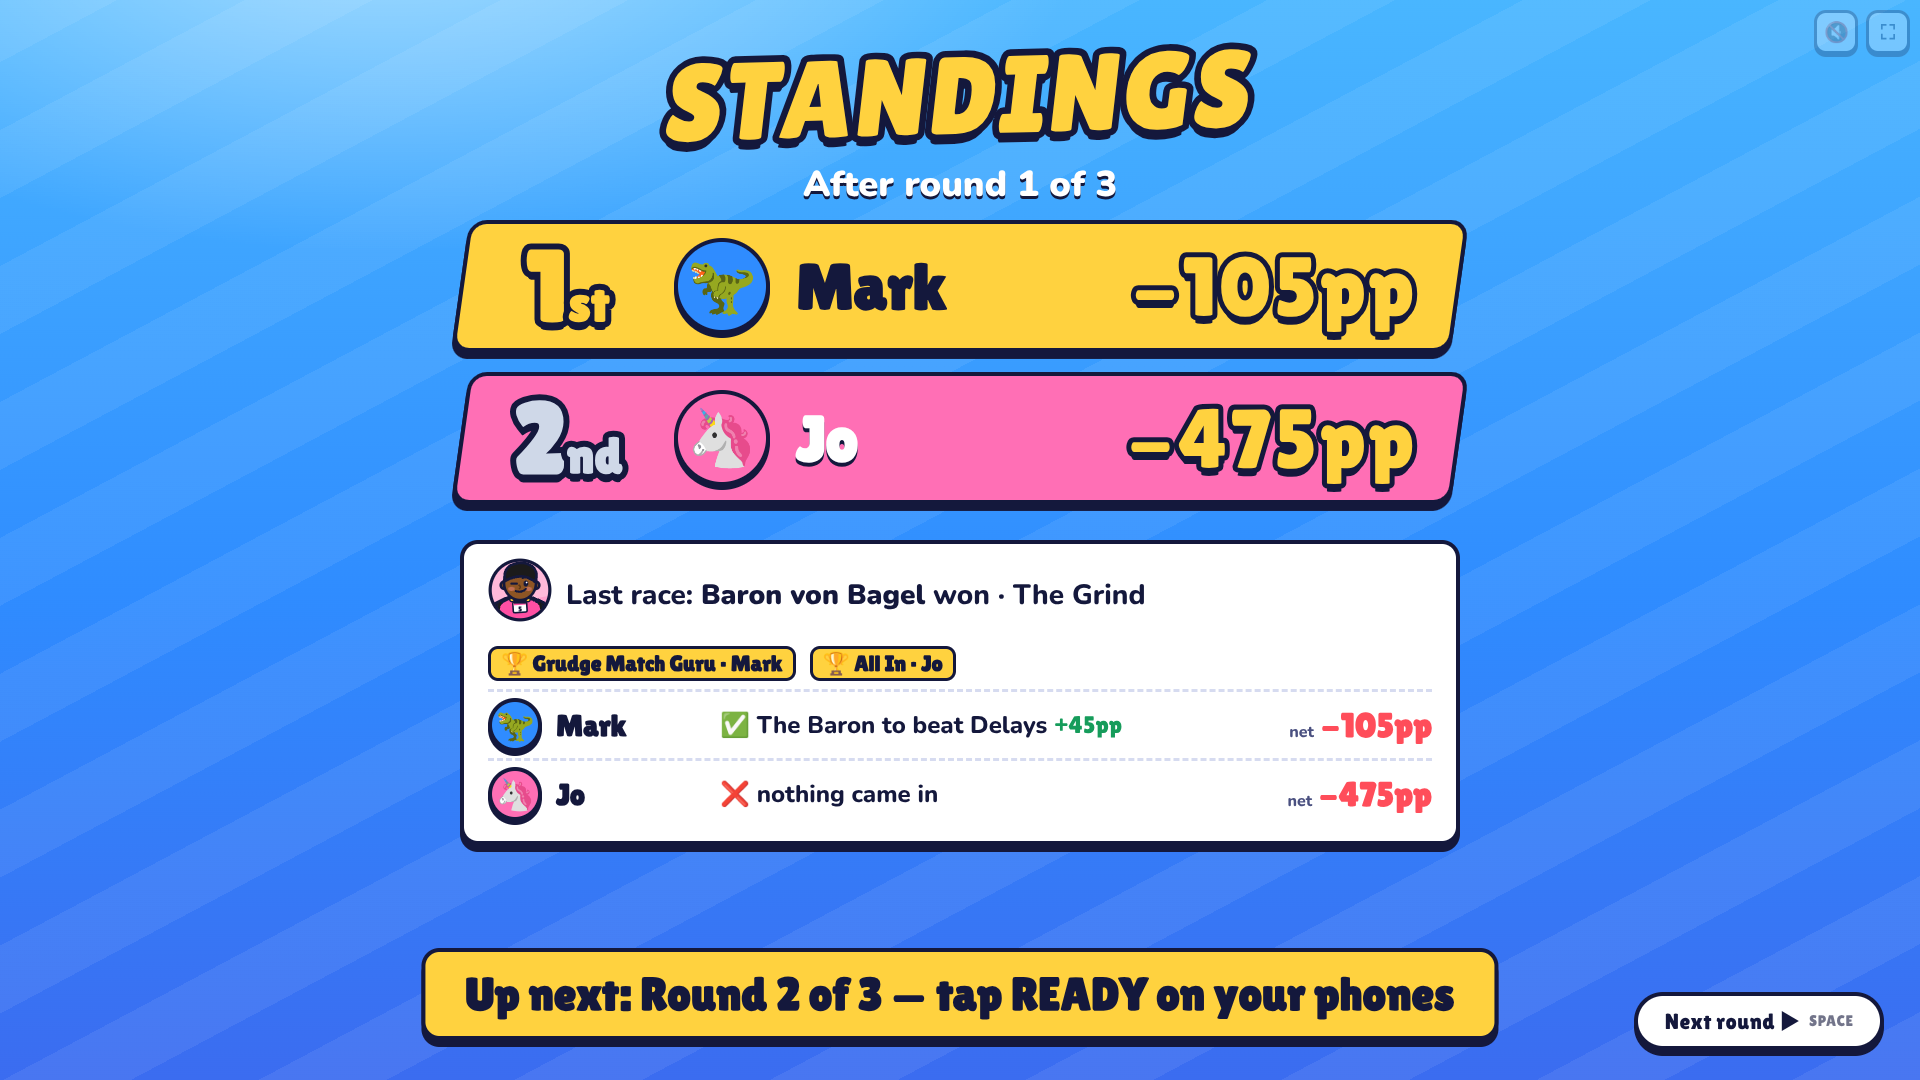 STANDINGS
After round 1 of 3
1st Mark –105pp
2nd Jo –475pp
Last race: Baron von Bagel won · The Grind
🏆 Grudge Match Guru · Mark 🏆 All In · Jo
Mark ✅ The Baron to beat Delays +45pp net –105pp
Jo ❌ nothing came in net –475pp
Up next: Round 2 of 3 — tap READY on your phones
Next round ▶ SPACE